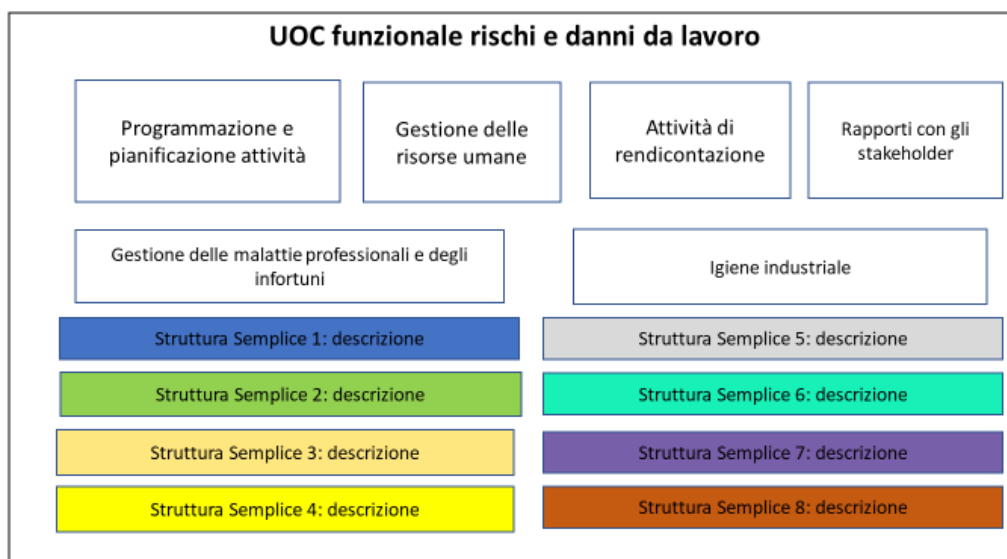 UOC funzionale rischi e danni da lavoro
Programmazione e
pianificazione attività
Gestione delle
risorse umane
Attività di
rendicontazione
Rapporti con gli
stakeholder
Gestione delle malattie professionali e degli
infortuni
Igiene industriale
Struttura Semplice 1: descrizione
Struttura Semplice 5: descrizione
Struttura Semplice 2: descrizione
Struttura Semplice 6: descrizione
Struttura Semplice 3: descrizione
Struttura Semplice 7: descrizione
Struttura Semplice 4: descrizione
Struttura Semplice 8: descrizione